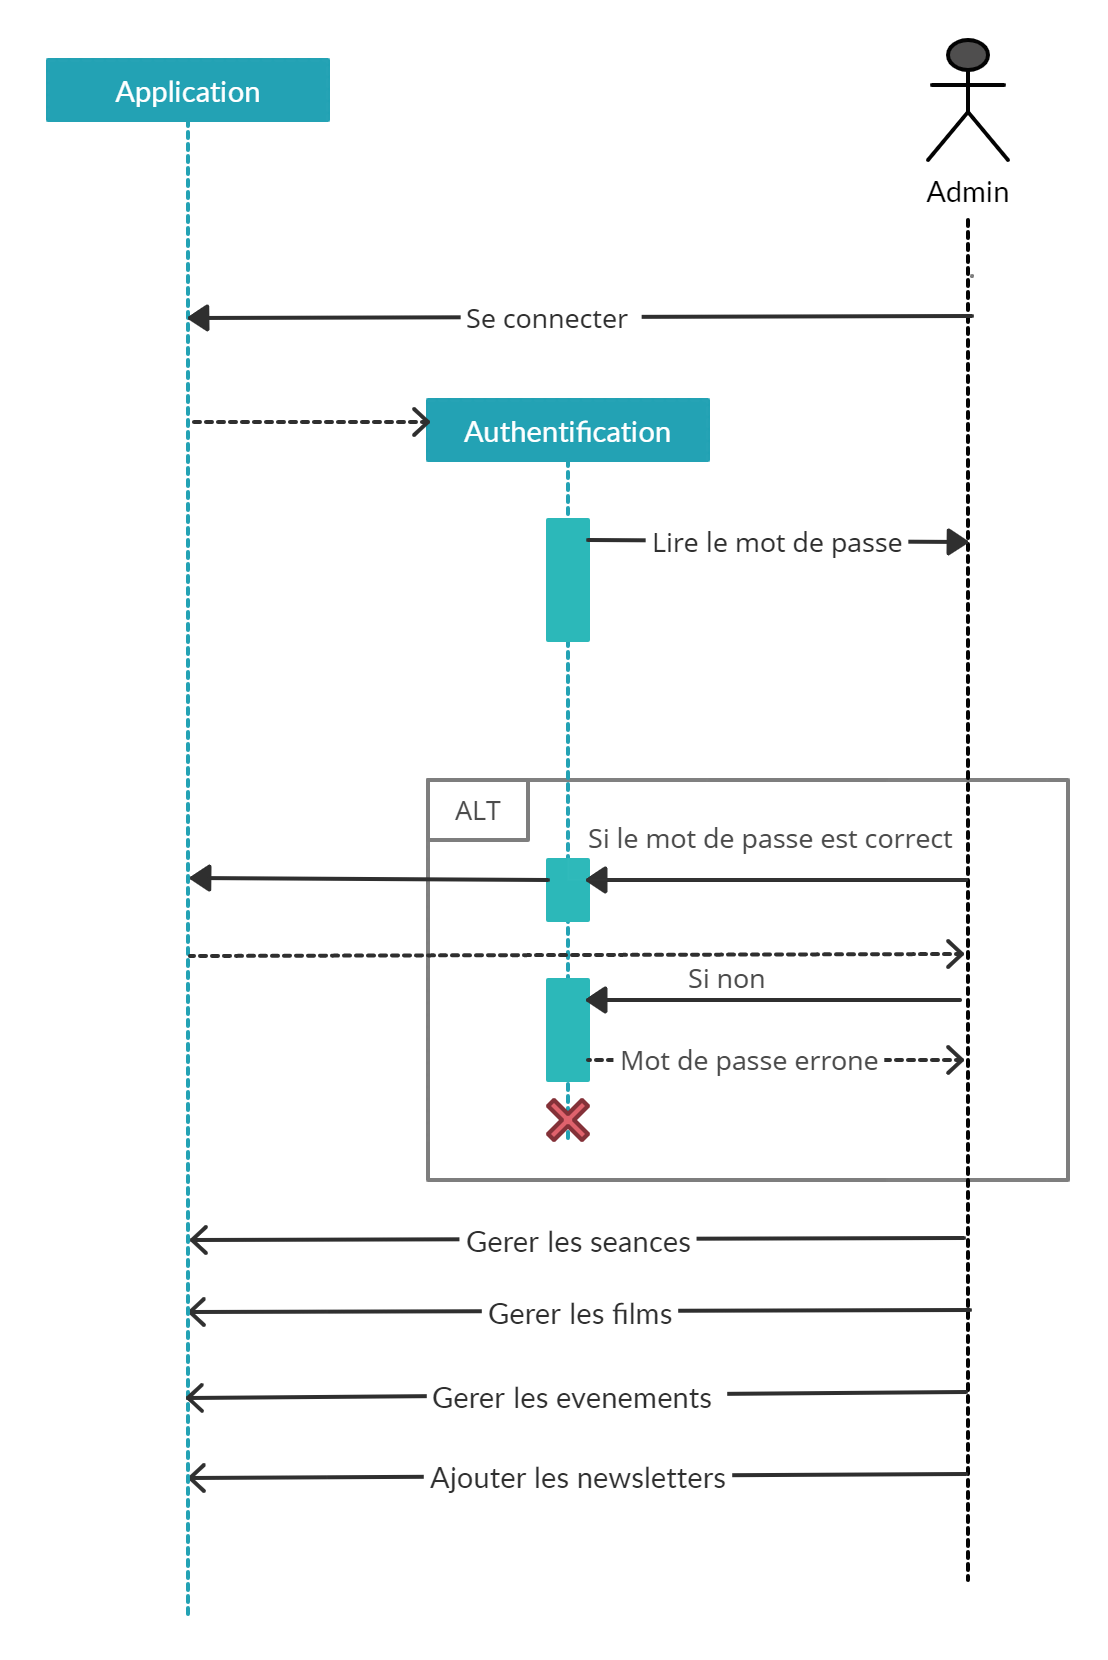 Application
Admin
Se connecter
Authentification
Lire le mot de passe
ALT
Si le mot de passe est correct
Si non
Mot de passe errone
Gerer les seances
Gerer les films
Gerer les evenements
Ajouter les newsletters